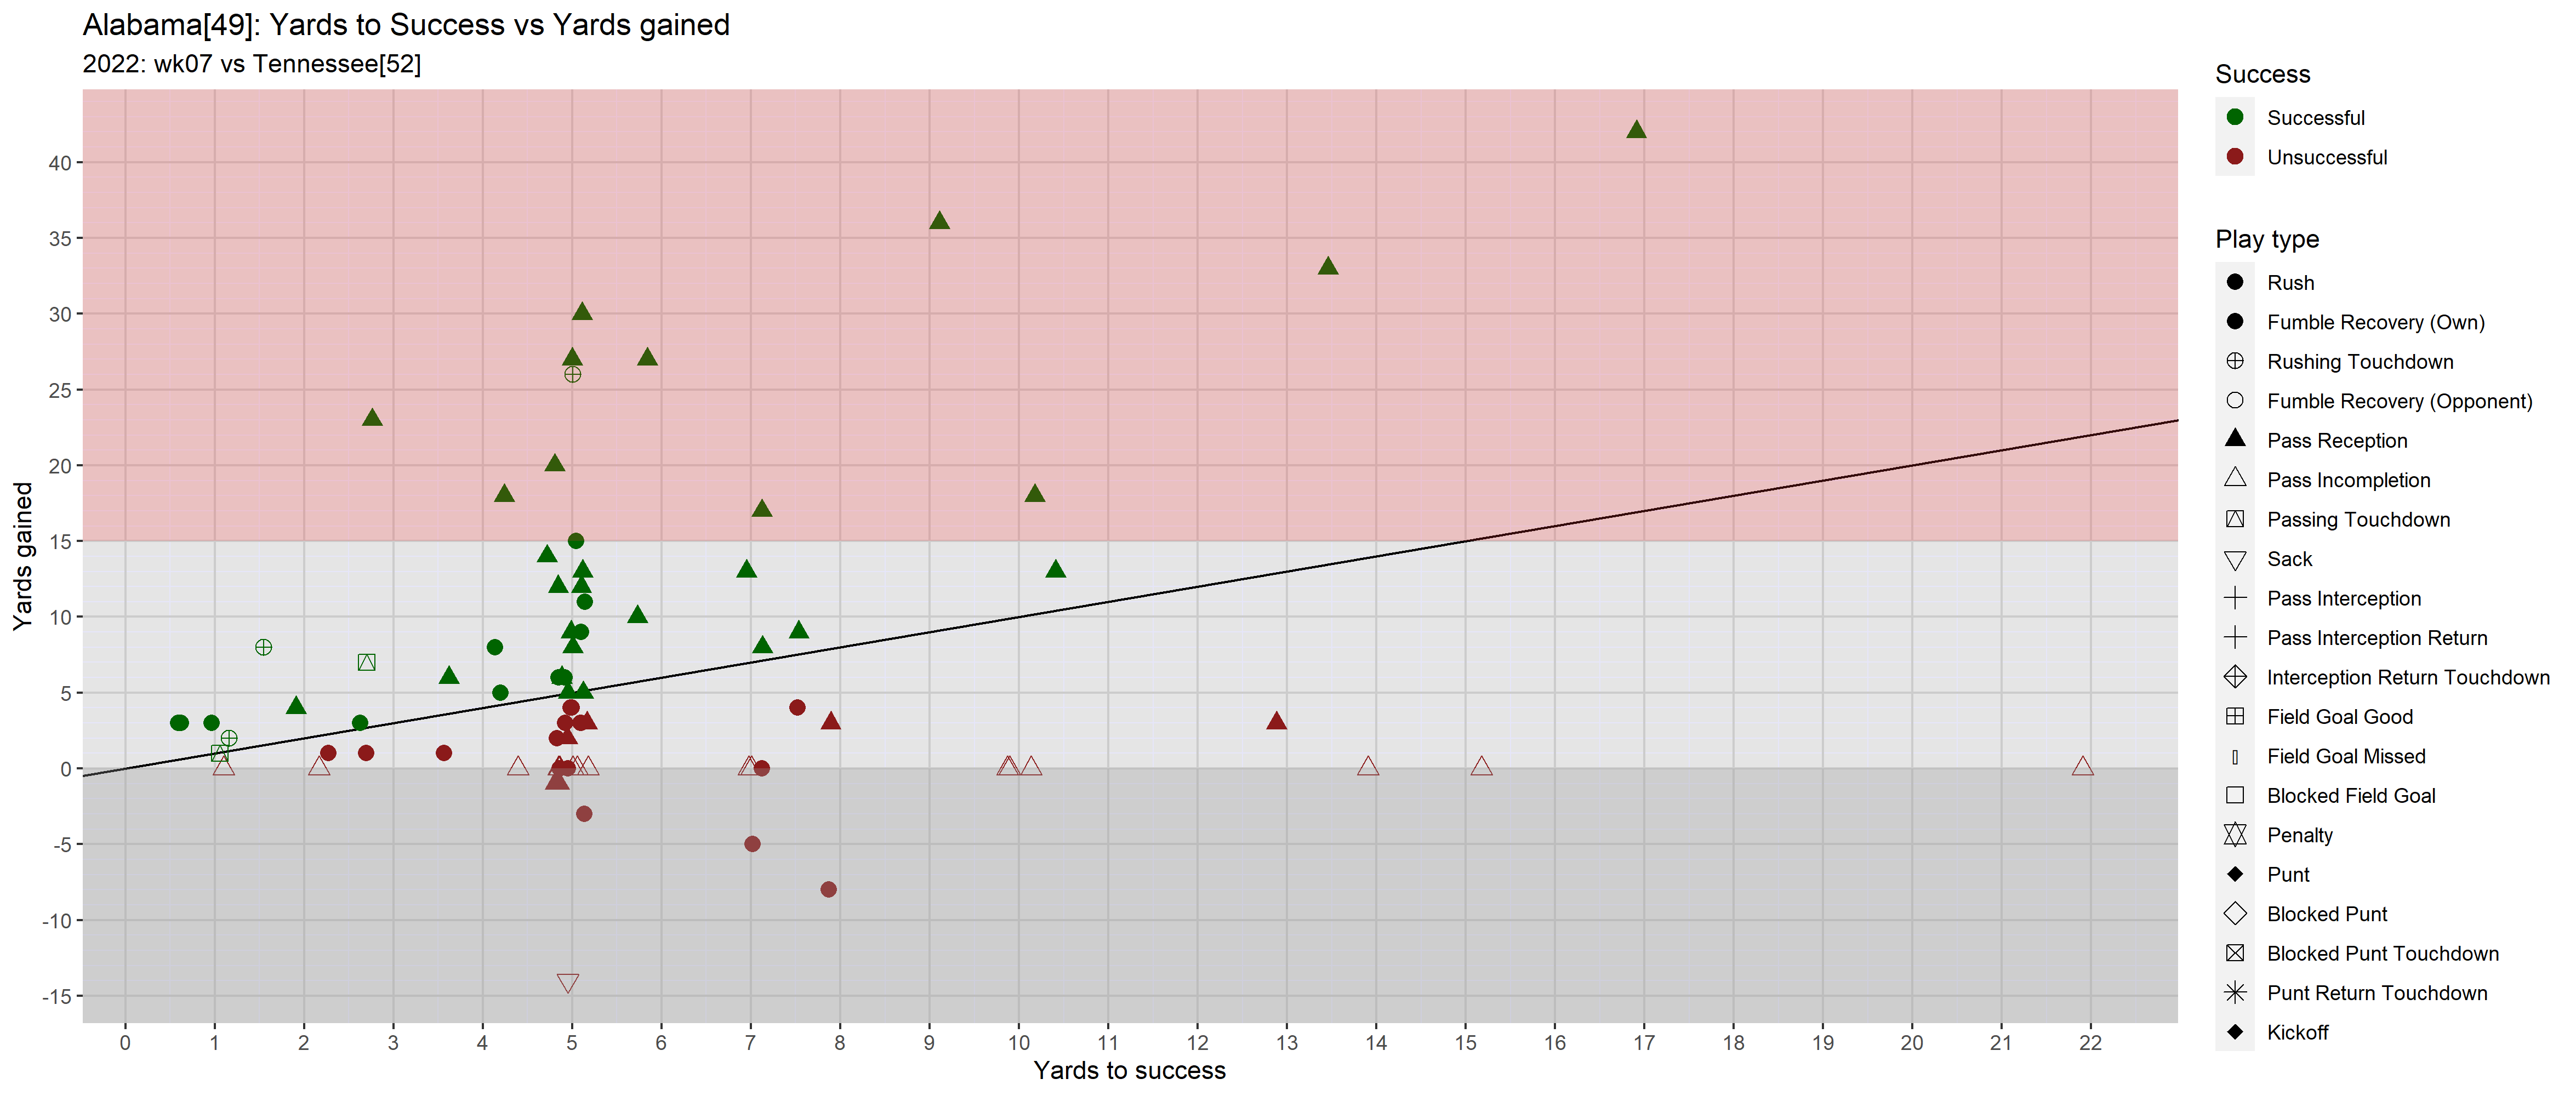 Alabama[49]: Yards to Success vs Yards gained
2022: wk07 vs Tennessee[52]
Yards gained
40
35
30
25
20
15
10
5
0
-5
-10
-15
0 1 2 3 4 5 6 7 8 9 10 11 12 13 14 15 16 17 18 19 20 21 22
Yards to success
Success
Successful
Unsuccessful
Play type
Rush
Fumble Recovery (Own)
Rushing Touchdown
Fumble Recovery (Opponent)
Pass Reception
Pass Incompletion
Passing Touchdown
Sack
Pass Interception
Pass Interception Return
Interception Return Touchdown
Field Goal Good
Field Goal Missed
Blocked Field Goal
Penalty
Punt
Blocked Punt
Blocked Punt Touchdown
Punt Return Touchdown
Kickoff